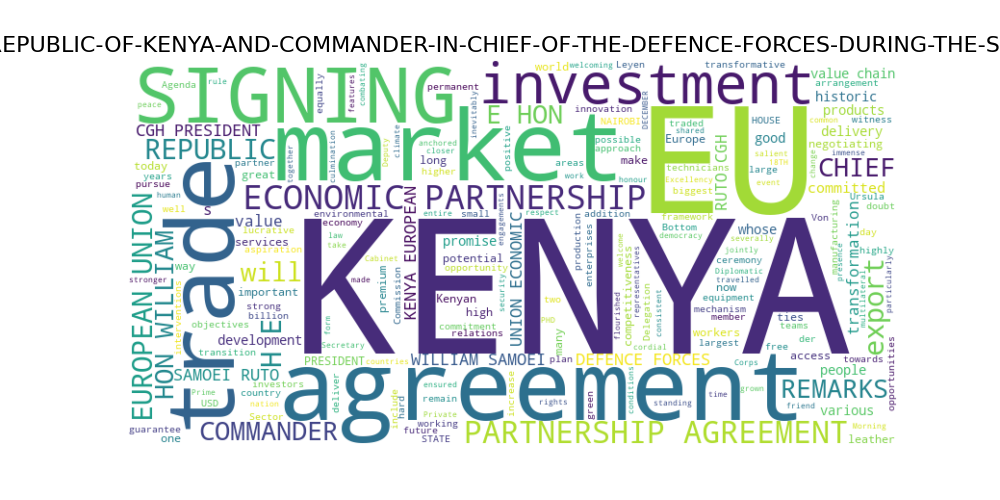 EPUBLIC-OF-KENYA-AND-COMMANDER-IN-CHIEF-OF-THE-DEFENCE-FORCES-DURING-THE-S
SIGNING
investment
market
EU
KENYA
trade
agreement
ECONOMIC PARTNERSHIP
PARTNERSHIP AGREEMENT
E HON
CGH PRESIDENT
REPUBLIC
CHIEF
COMMANDER
REMARKS
DEFENCE FORCES
WILLIAM SAMOEI
SAMOEI RUTO
EUROPEAN UNION
HON WILLIAM
H E
UNION ECONOMIC
KENYA EUROPEAN
RUTO CGH
export
transformation
will
value chain
historic
products
delivery
negotiating
committed
good
large
whose
now
ceremony
equipment
mechanism
member
workers
largest
ties
teams
der
free
access
towards
people
various
leather
friend
opportunities
PRESIDENT
countries
plan
many
Corps
green
grown
time
standing
conditions
rights
increase
include
hard
working
future
STATE
Private
remain
ensured
deliver
country
investors
nation
Sector
USD
Prime
guarantee
one
objectives
transition
development
billion
strong
important
services
lucrative
aspiration
value
way
stronger
interventions
well
human
pursue
years
today
peace
Agenda
rule
equally
features
combating
partner
great
together
culmination
long
climate
Deputy
anchored
closer
higher
positive
permanent
inevitably
innovation
world
welcoming
Leyen
transformative
arrangement
witness
DECEMBER
NAIROBI
HOUSE
traded
shared
Europe
possible
approach
make
areas
work
honour
technicians
Excellency
biggest
common
salient
18TH
event
immense
change
Ursula
doubt
Von
day
highly
manufacturing
presence
multilateral
particularly
travelled
Diplomatic
jointly
severally
welcome
democracy
framework
Bottom
addition
respect
engagements
entire
small
environmental
economy
law
take
form
Secretary
Cabinet
made
two
PHD
premium
Commission
promise
potential
opportunity
Kenyan
high
commitment
relations
security
production
enterprises
flourished
representatives
competitiveness
Delegation
cordial
consistent
Morning
s